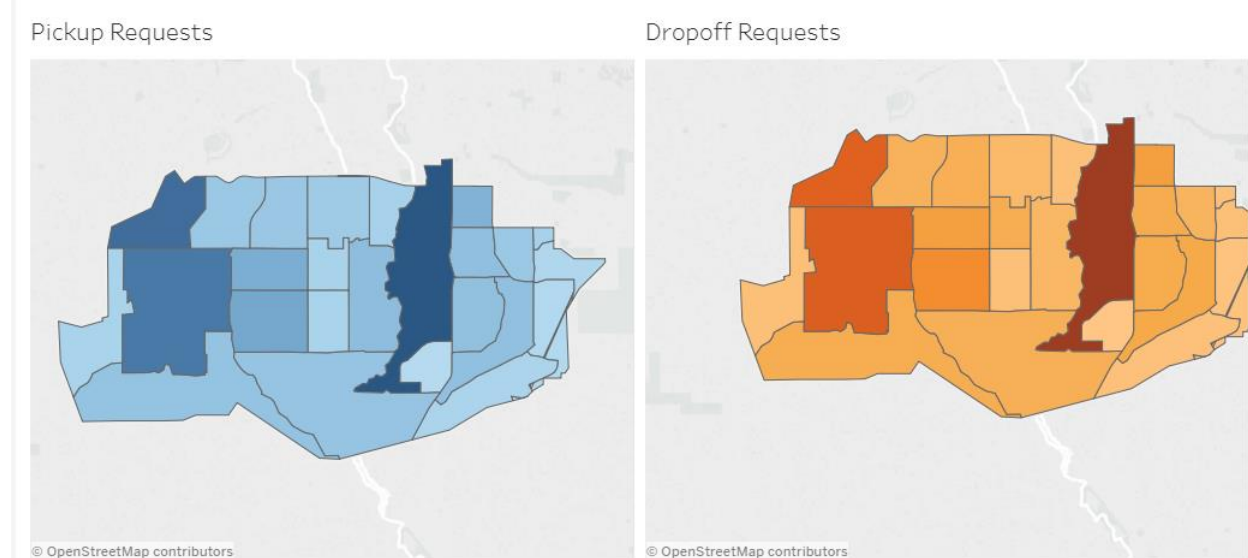 Pickup Requests
Dropoff Requests
© OpenStreetMap contributors
© OpenStreetMap contributors